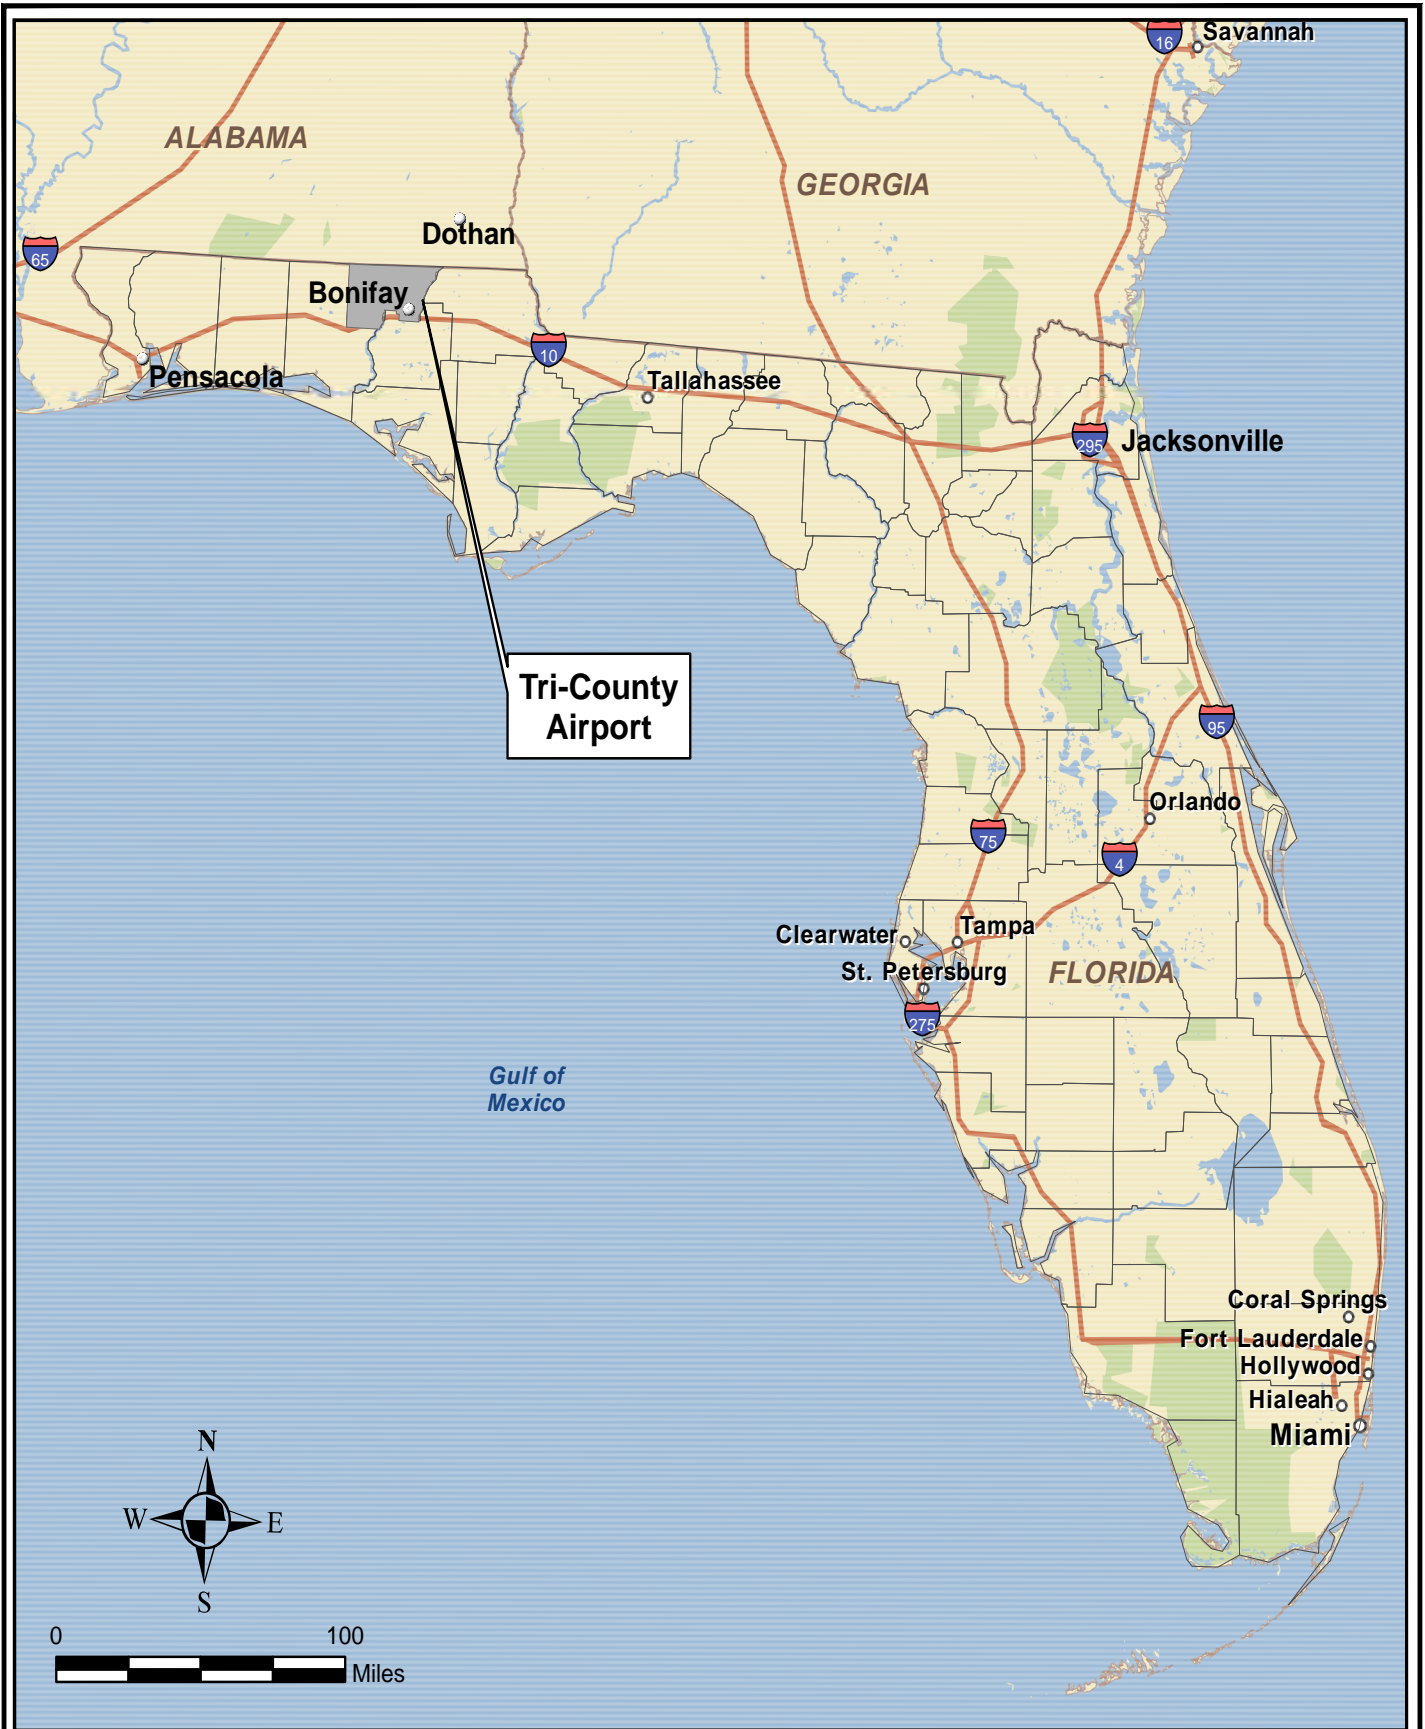 16
Savannah
ALABAMA
GEORGIA
Dothan
65
Bonifay
10
Pensacola
Tallahassee
295
Jacksonville
Tri-County
Airport
95
Orlando
75
4
Clearwater
Tampa
St. Petersburg
FLORIDA
275
Gulf of
Mexico
Coral Springs
Fort Lauderdale
Hollywood
Hialeah
Miami
N
W
E
S
0
100
Miles